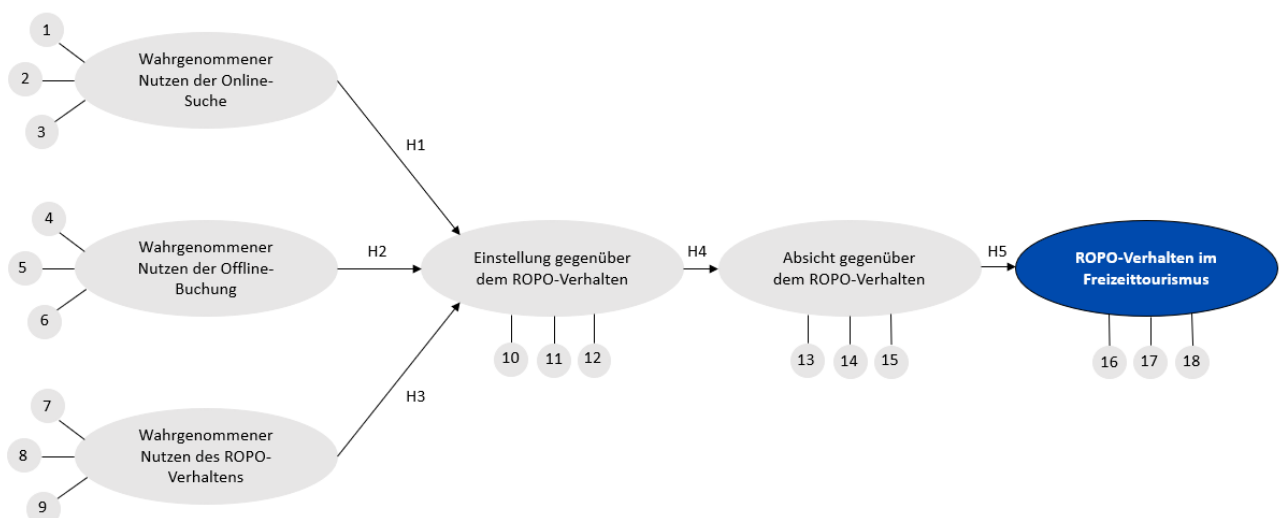 1
2
3
Wahrgenommener
Nutzen der Online-
Suche
H1
4
5
6
Wahrgenommener
Nutzen der Offline-
Buchung
H2
7
8
9
Wahrgenommener
Nutzen des ROPO-
Verhaltens
H3
Einstellung gegenüber
dem ROPO-Verhalten
10
11
12
H4
Absicht gegenüber
dem ROPO-Verhalten
13
14
15
H5
ROPO-Verhalten im
Freizeittourismus
16
17
18